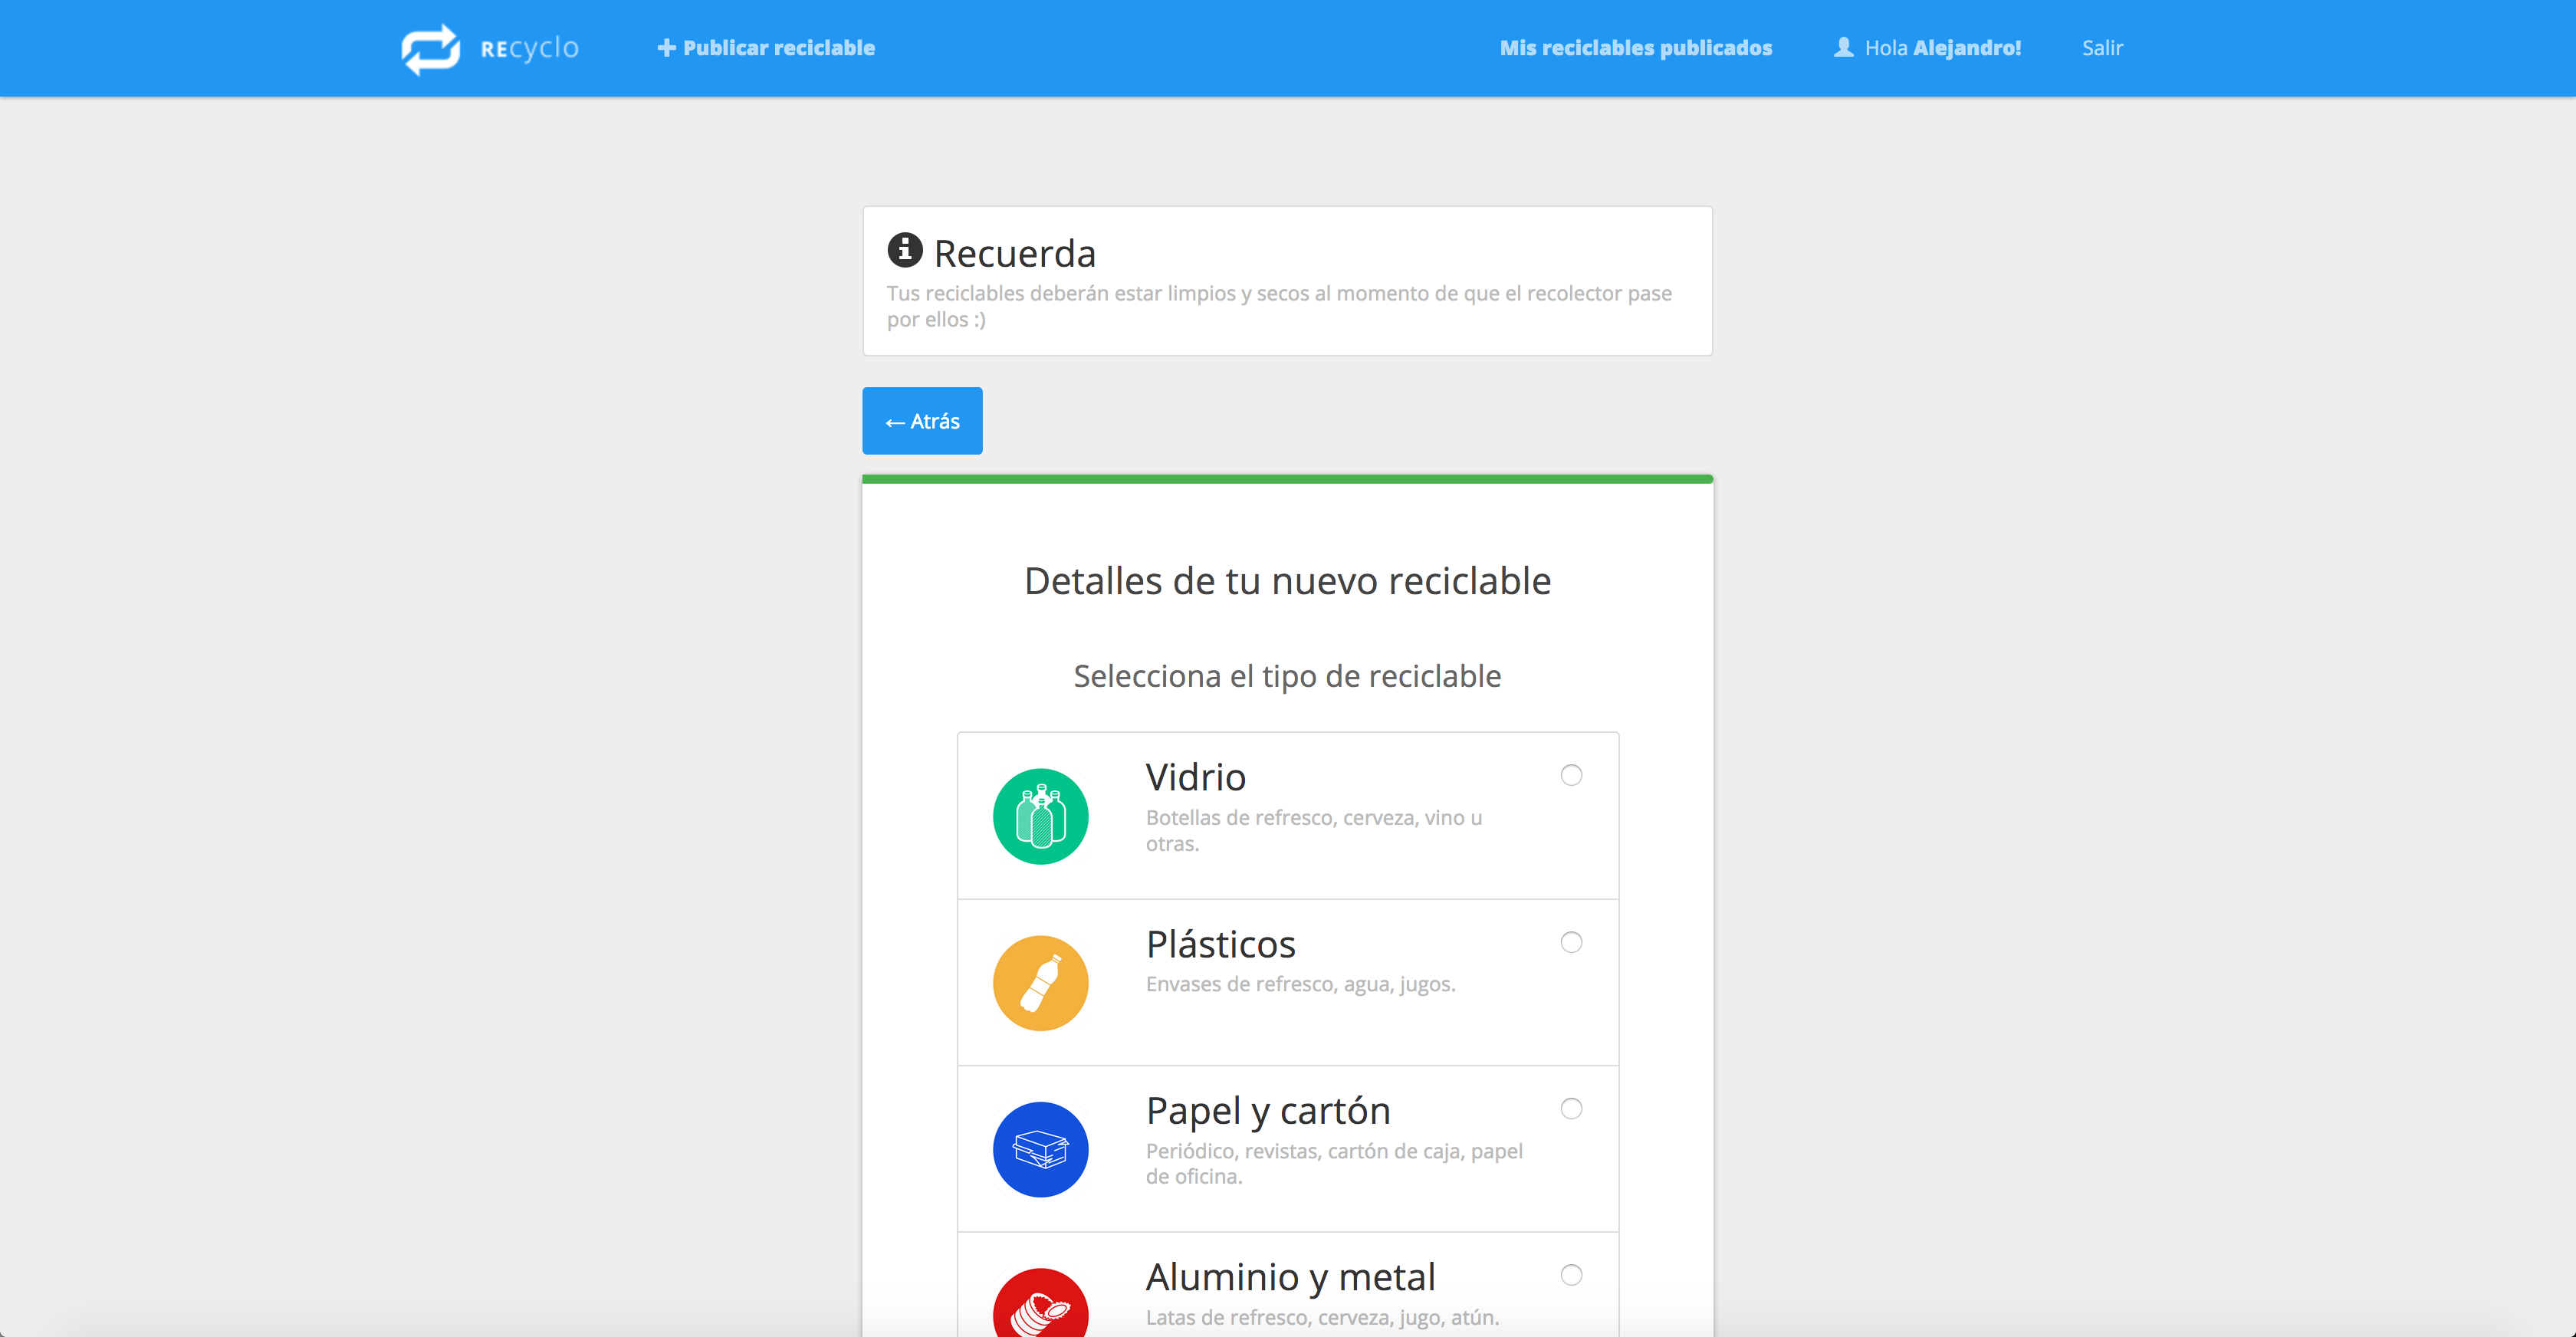 REcyclo
Publicar reciclable
Mis reciclables publicados
Hola Alejandro!
Salir
Recuerda
Tus reciclables deberán estar limpios y secos al momento de que el recolector pase
por ellos :)
← Atrás
Detalles de tu nuevo reciclable
Selecciona el tipo de reciclable
Vidrio
Botellas de refresco, cerveza, vino u
otras.
Plásticos
Envases de refresco, agua, jugos.
Papel y cartón
Periódico, revistas, cartón de caja, papel
de oficina.
Aluminio y metal
Latas de refresco, cerveza, jugo, atún.